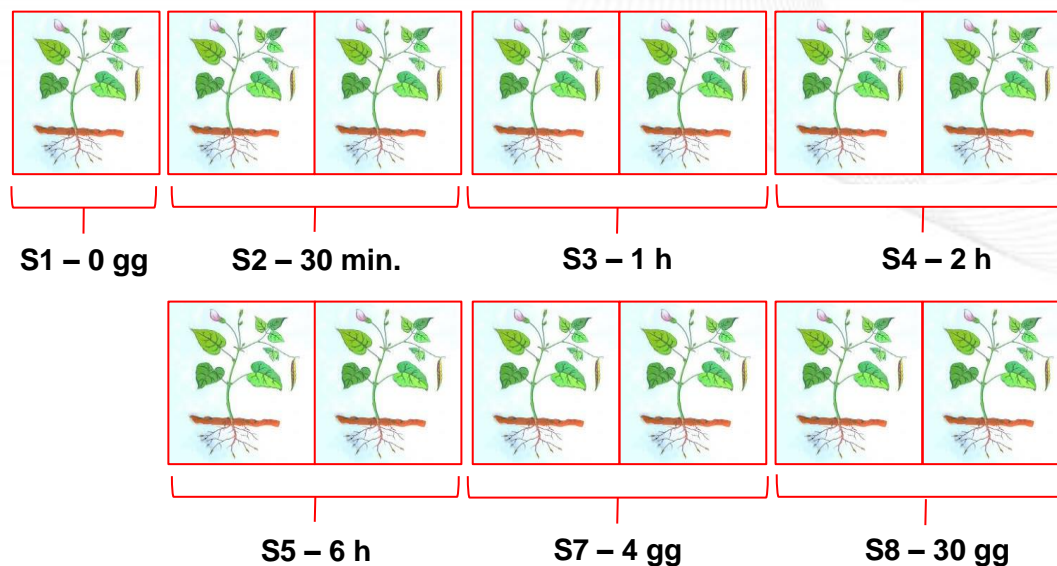 S1 – 0 gg
S2 – 30 min.
S3 – 1 h
S4 – 2 h
S5 – 6 h
S7 – 4 gg
S8 – 30 gg